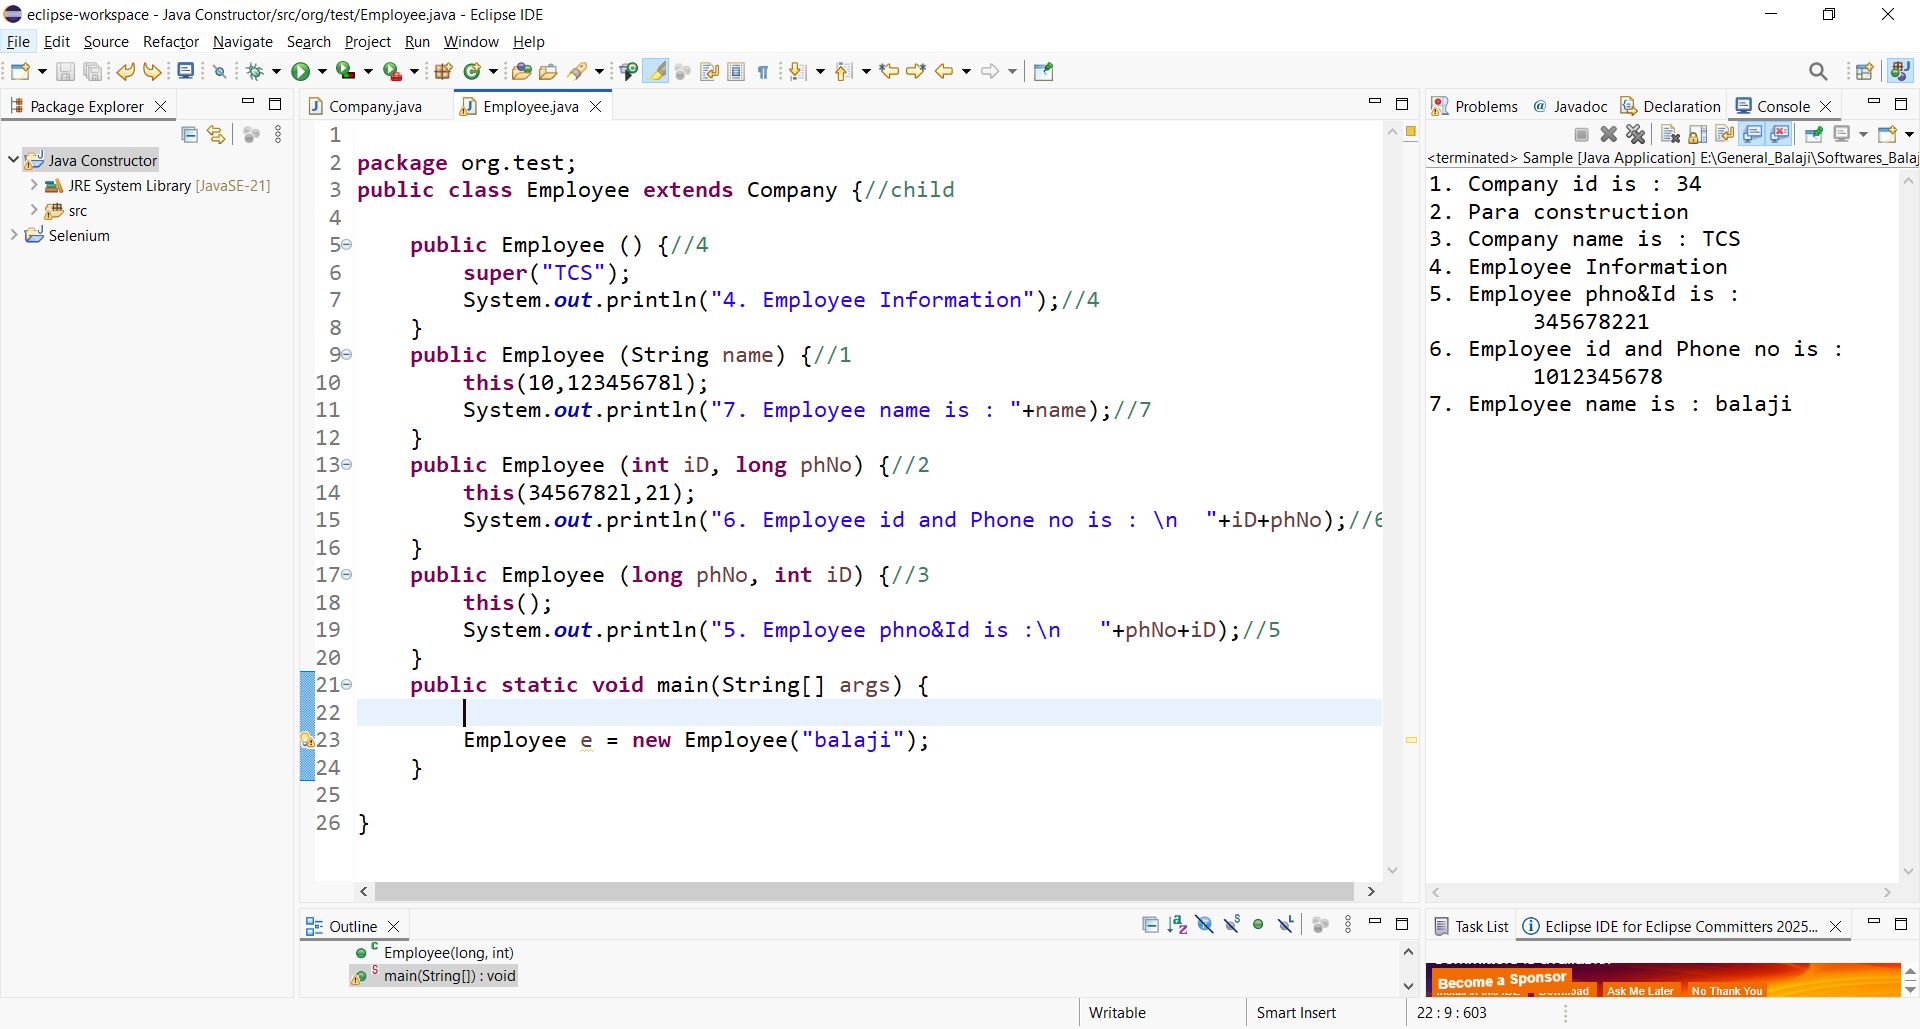 eclipse-workspace - Java Constructor/src/org/test/Employee.java - Eclipse IDE
File Edit Source Refactor Navigate Search Project Run Window Help
Package Explorer
Java Constructor
JRE System Library [JavaSE-21]
src
Selenium
Company.java Employee.java
1
2 package org.test;
3 public class Employee extends Company {//child
4
5 public Employee () {//4
6 super("TCS");
7 System.out.println("4. Employee Information");//4
8 }
9 public Employee (String name) {//1
10 this(10,12345678l);
11 System.out.println("7. Employee name is : "+name);//7
12 }
13 public Employee (int iD, long phNo) {//2
14 this(3456782l,21);
15 System.out.println("6. Employee id and Phone no is : \n  "+iD+phNo);//6
16 }
17 public Employee (long phNo, int iD) {//3
18 this();
19 System.out.println("5. Employee phno&Id is :\n   "+phNo+iD);//5
20 }
21 public static void main(String[] args) {
22
23 Employee e = new Employee("balaji");
24 }
25
26 }
Problems @ Javadoc Declaration Console
<terminated> Sample [Java Application] E:\General_Balaji\Softwares_Balaj
1. Company id is : 34
2. Para construction
3. Company name is : TCS
4. Employee Information
5. Employee phno&Id is :
345678221
6. Employee id and Phone no is :
1012345678
7. Employee name is : balaji
Outline
Employee(long, int)
main(String[]) : void
Task List Eclipse IDE for Eclipse Committers 2025...
Become a Sponsor
Ask Me Later No Thank You
Writable Smart Insert 22 : 9 : 603